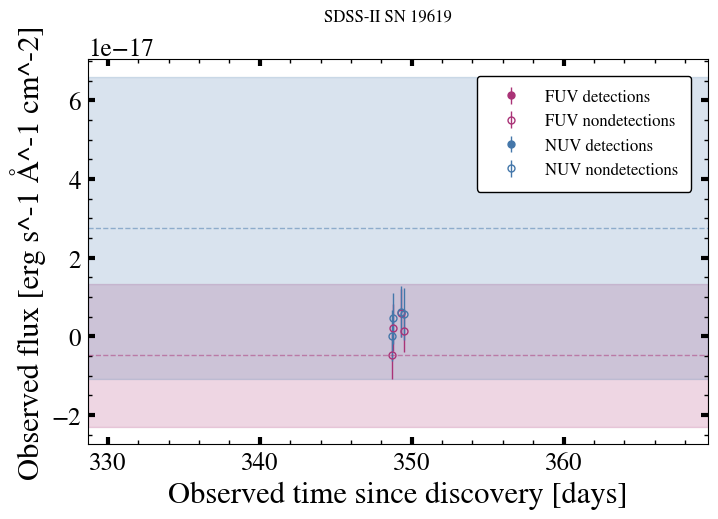 SDSS-II SN 19619
1e−17
Observed flux [erg s^-1 Å^-1 cm^-2]
6
4
2
0
−2
FUV detections
FUV nondetections
NUV detections
NUV nondetections
330 340 350 360
Observed time since discovery [days]